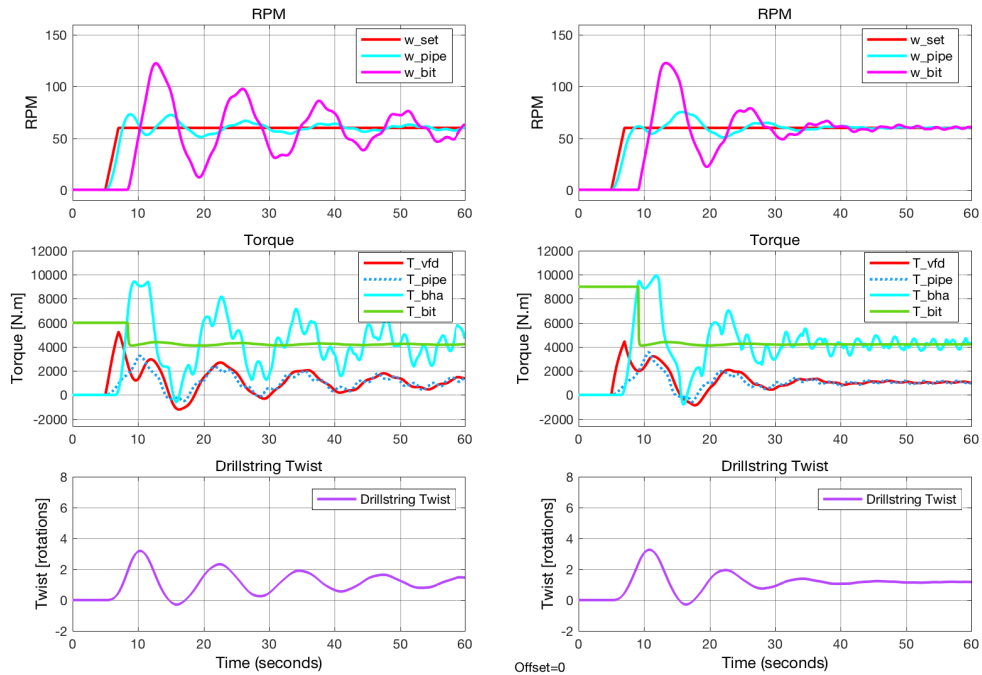 RPM
RPM
150
100
50
0
w_set
w_pipe
w_bit
0
10
20
30
40
50
60
RPM
RPM
150
100
50
0
w_set
w_pipe
w_bit
0
10
20
30
40
50
60
Torque
Torque [N.m]
12000
10000
8000
6000
4000
2000
0
-2000
T_vfd
T_pipe
T_bha
T_bit
0
10
20
30
40
50
60
Torque
Torque [N.m]
12000
10000
8000
6000
4000
2000
0
-2000
T_vfd
T_pipe
T_bha
T_bit
0
10
20
30
40
50
60
Drillstring Twist
Twist [rotations]
8
6
4
2
0
-2
Drillstring Twist
0
10
20
30
40
50
60
Time (seconds)
Drillstring Twist
Twist [rotations]
8
6
4
2
0
-2
Drillstring Twist
0
10
20
30
40
50
60
Time (seconds)
Offset=0